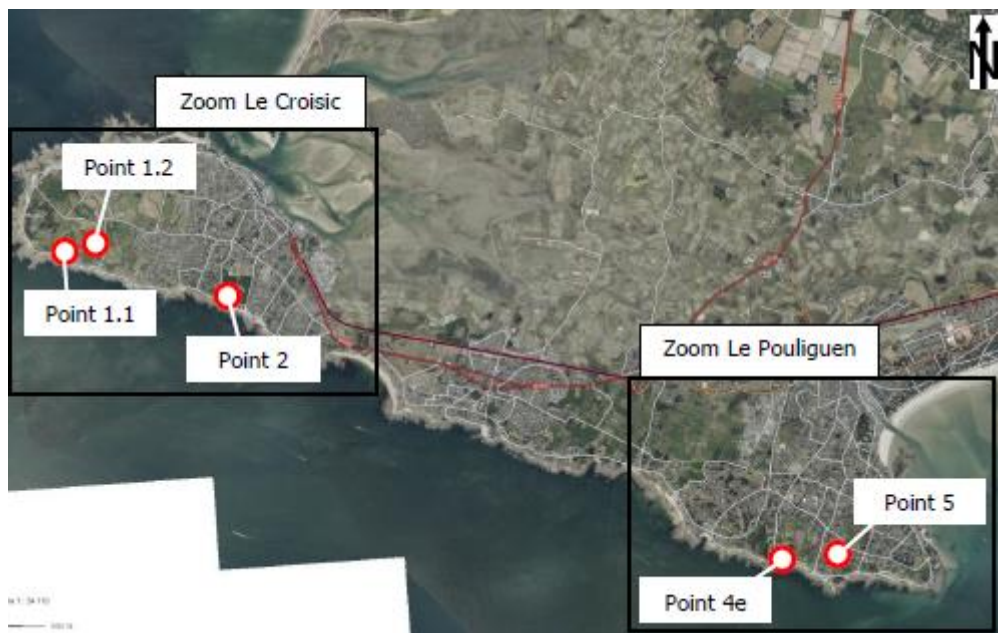 N
Zoom Le Croisic
Point 1.2
Point 1.1
Point 2
Zoom Le Pouliguen
Point 5
Point 4e